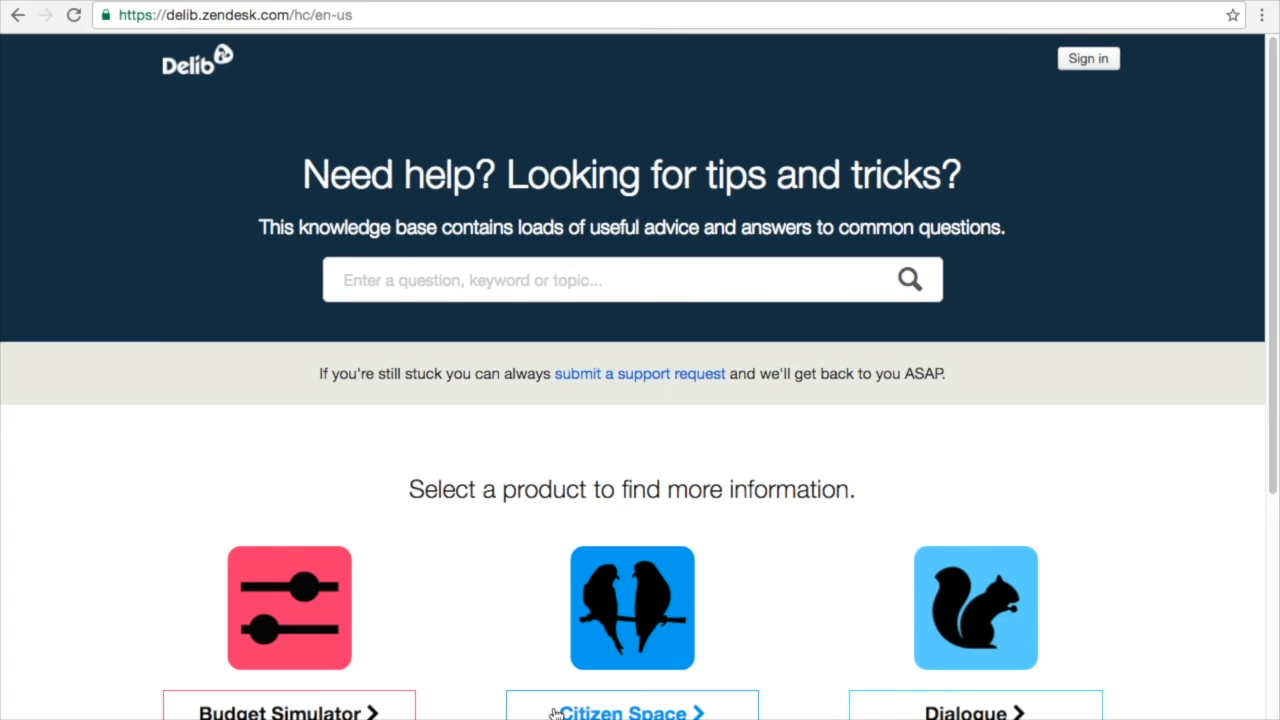 https://delib.zendesk.com/hc/en-us
Delib
Sign in
Need help? Looking for tips and tricks?
This knowledge base contains loads of useful advice and answers to common questions.
Enter a question, keyword or topic...
If you're still stuck you can always submit a support request and we'll get back to you ASAP.
Select a product to find more information.
Budget Simulator
Citizen Space
Dialogue